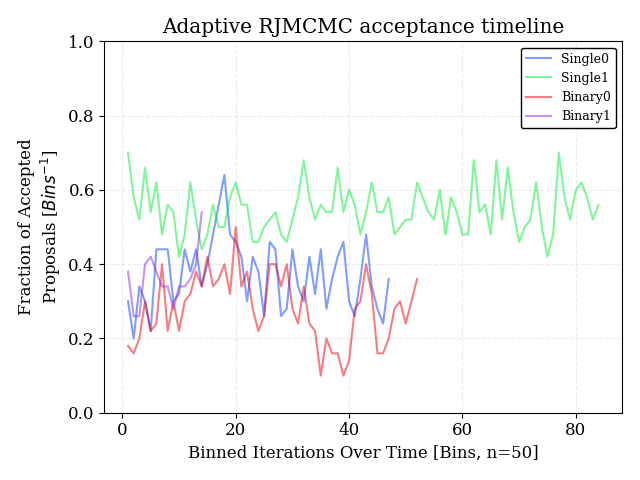 Adaptive RJMCMC acceptance timeline
1.0
0.8
0.6
0.4
0.2
0.0
Fraction of Accepted
Proposals [Bins⁻¹]
Single0
Single1
Binary0
Binary1
0
20
40
60
80
Binned Iterations Over Time [Bins, n=50]